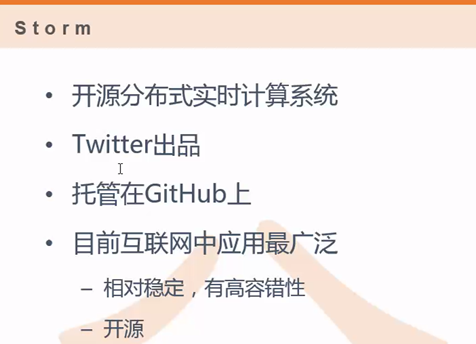 Storm
• 开源分布式实时计算系统
• Twitter出品
• 托管在GitHub上
• 目前互联网中应用最广泛
– 相对稳定，有高容错性
– 开源